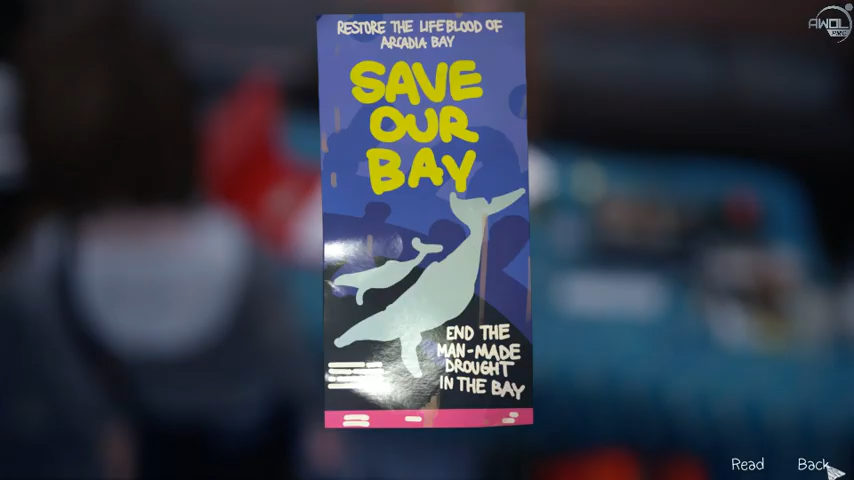 RESTORE THE LIFEBLOOD OF
ARCADIA BAY
SAVE
OUR
BAY
END THE
MAN-MADE
DROUGHT
IN THE BAY
AWOL
Read
Back